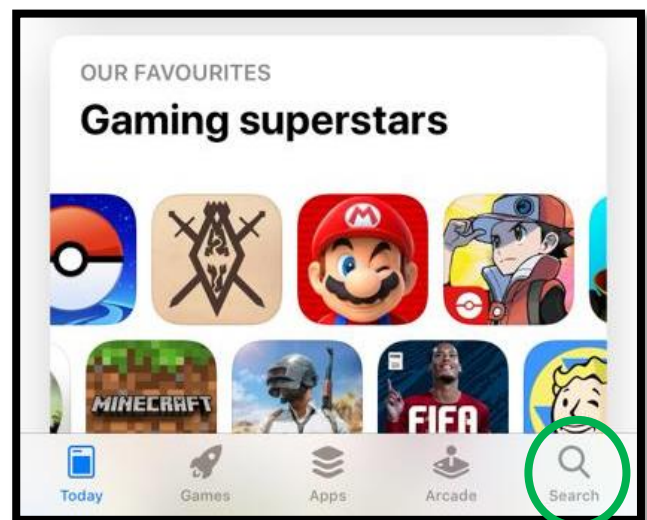 OUR FAVOURITES
Gaming superstars
MINECRAFT
FIFA
Today
Games
Apps
Arcade
Search